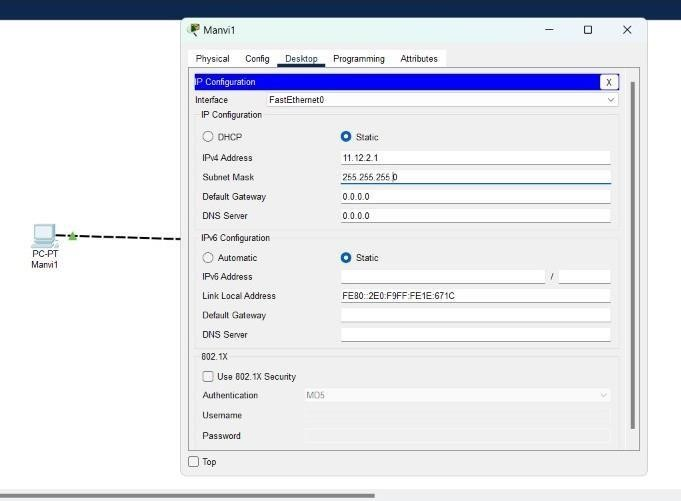 Manvi1
Physical Config Desktop Programming Attributes
IP Configuration X
Interface FastEthernet0
IP Configuration
DHCP Static
IPv4 Address 11.12.2.1
Subnet Mask 255.255.255.0
Default Gateway 0.0.0.0
DNS Server 0.0.0.0
IPv6 Configuration
Automatic Static
IPv6 Address /
Link Local Address FE80::2E0:F9FF:FE1E:671C
Default Gateway
DNS Server
802.1X
Use 802.1X Security
Authentication MD5
Username
Password
Top
PC-PT
Manvi1